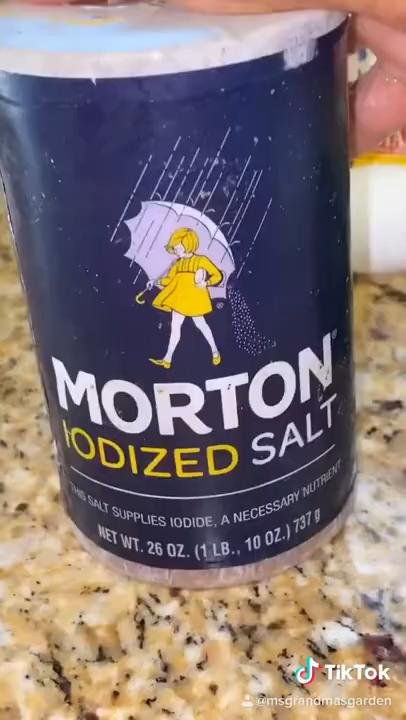 MORTON®
IODIZED SALT
THIS SALT SUPPLIES IODIDE, A NECESSARY NUTRIENT
NET WT. 26 OZ. (1 LB., 10 OZ.) 737 g
TikTok
@msgrandmasgarden